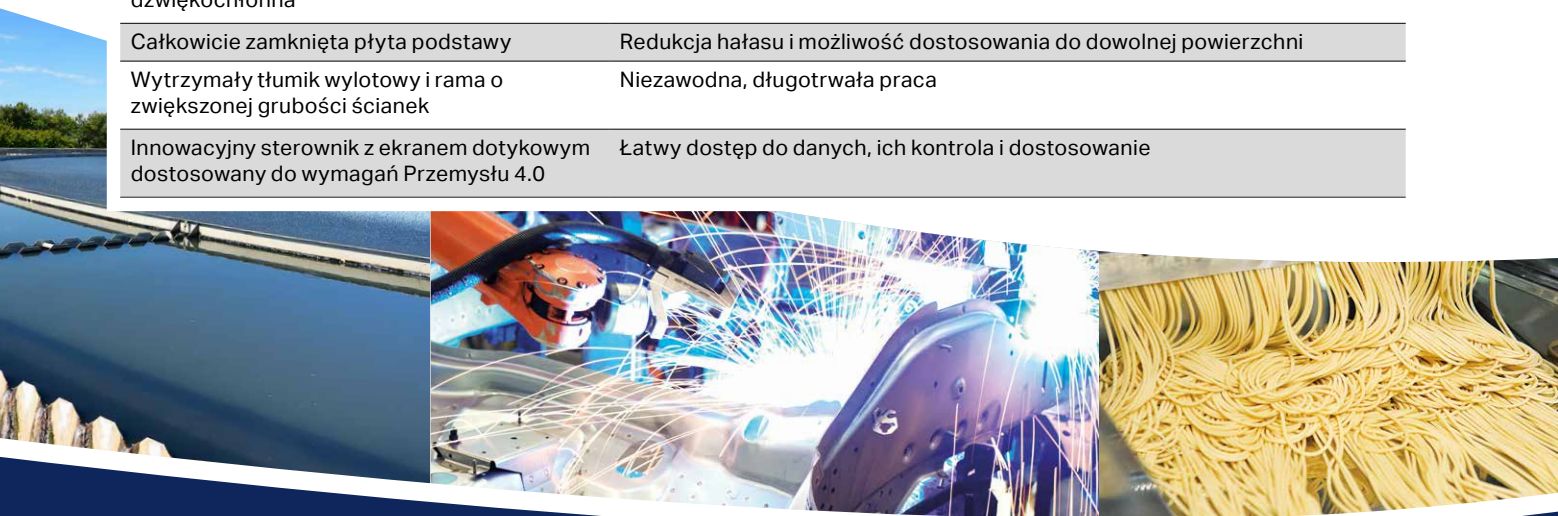 dźwiękochłonna
Całkowicie zamknięta płyta podstawy Redukcja hałasu i możliwość dostosowania do dowolnej powierzchni
Wytrzymały tłumik wylotowy i rama o Niezawodna, długotrwała praca
zwiększonej grubości ścianek
Innowacyjny sterownik z ekranem dotykowym Łatwy dostęp do danych, ich kontrola i dostosowanie
dostosowany do wymagań Przemysłu 4.0